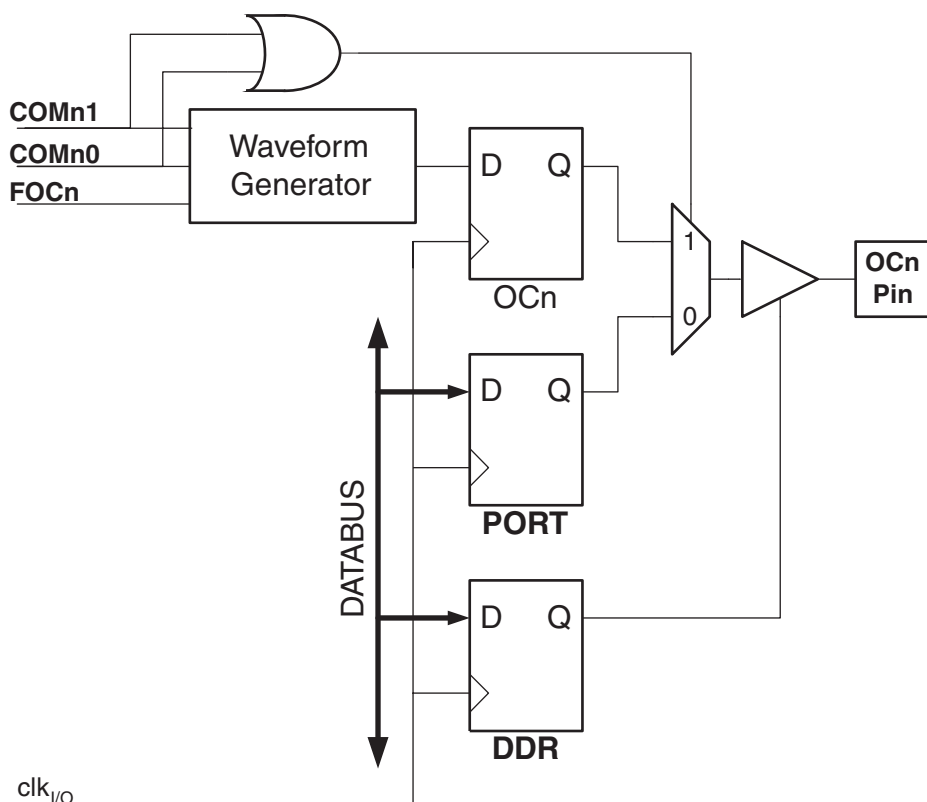 COMn1
COMn0
FOCn
Waveform
Generator
D Q
OCn
1
0
OCn
Pin
D Q
PORT
DATABUS
D Q
DDR
clkI/O